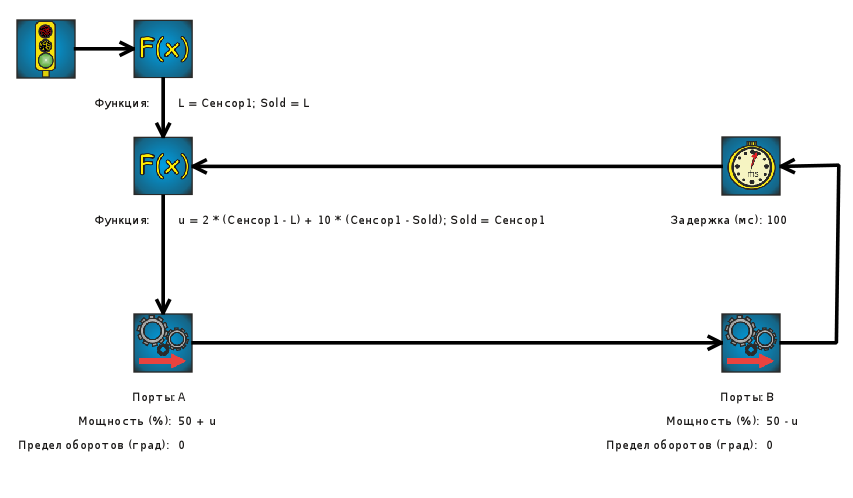 F(x)
Функция: L = Сенсор1; Sold = L
F(x)
ms
Функция: u = 2 * (Сенсор1 - L) + 10 * (Сенсор1 - Sold); Sold = Сенсор1
Задержка (мс): 100
Порты: A
Мощность (%): 50 + u
Предел оборотов (град): 0
Порты: B
Мощность (%): 50 - u
Предел оборотов (град): 0